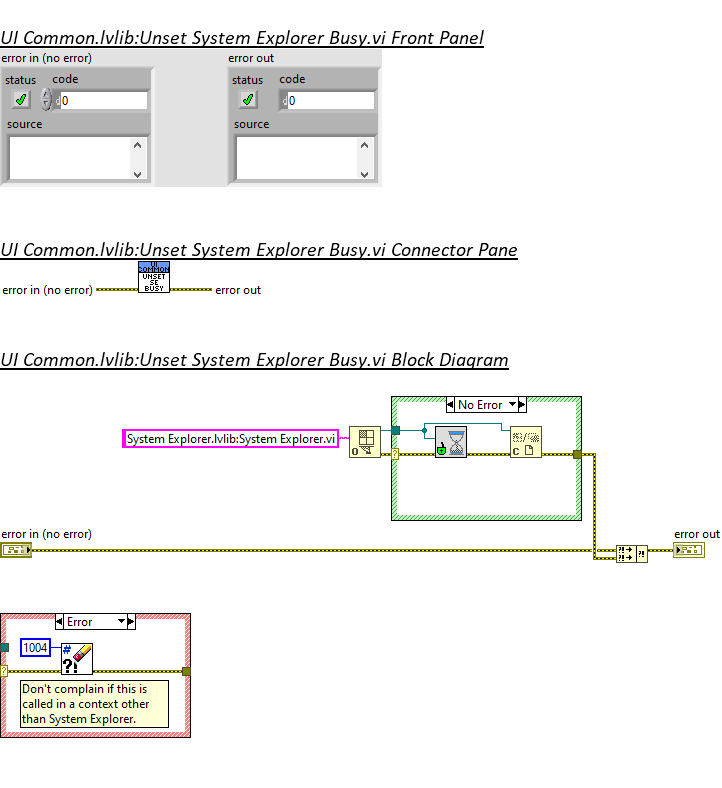 UI Common.lvlib:Unset System Explorer Busy.vi Front Panel
error in (no error)
error out
status
code
status
code
0
d
0
source
source
UI Common.lvlib:Unset System Explorer Busy.vi Connector Pane
UI
COMMON
UNSET
SE
BUSY
error in (no error)
error out
UI Common.lvlib:Unset System Explorer Busy.vi Block Diagram
No Error
System Explorer.lvlib:System Explorer.vi
O
C
?
error in (no error)
error out
?!
?!
?!
Error
1004
#
?!
?
Don't complain if this is
called in a context other
than System Explorer.